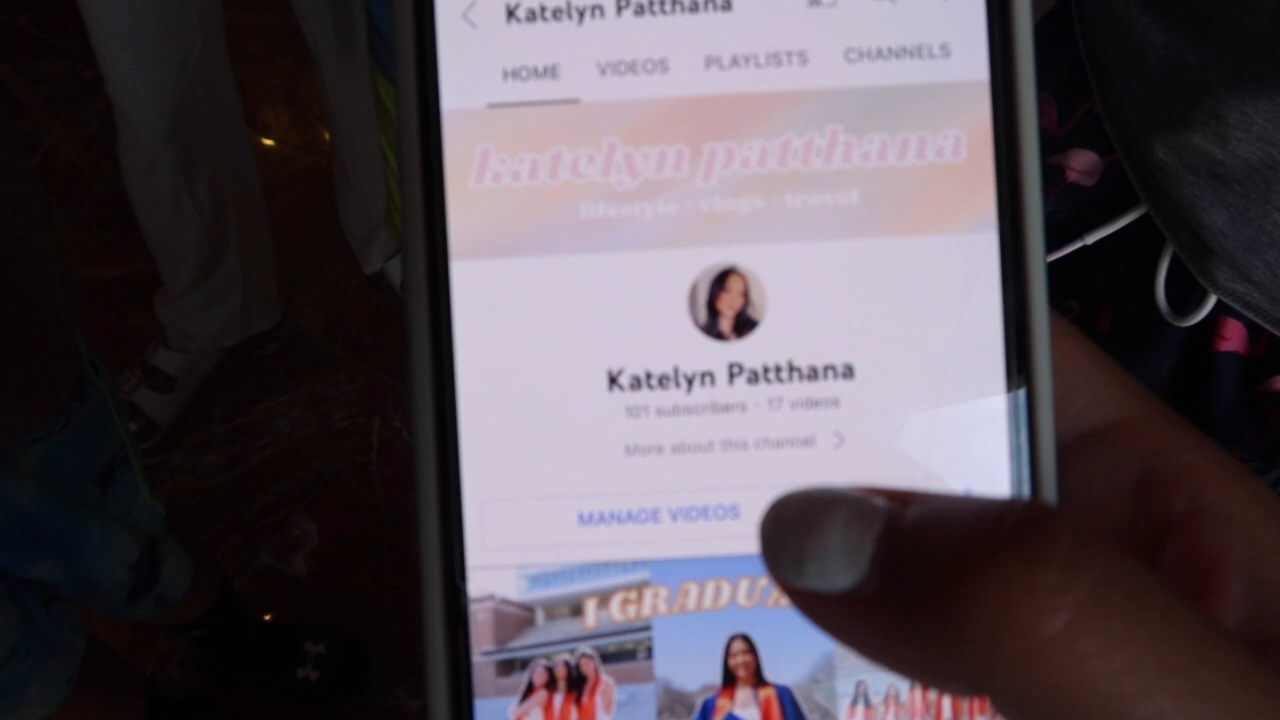 Katelyn Patthana
HOME VIDEOS PLAYLISTS CHANNELS
katelyn patthana
lifestyle · vlogs · travel
Katelyn Patthana
101 subscribers · 17 videos
More about this channel
MANAGE VIDEOS
I GRADUA